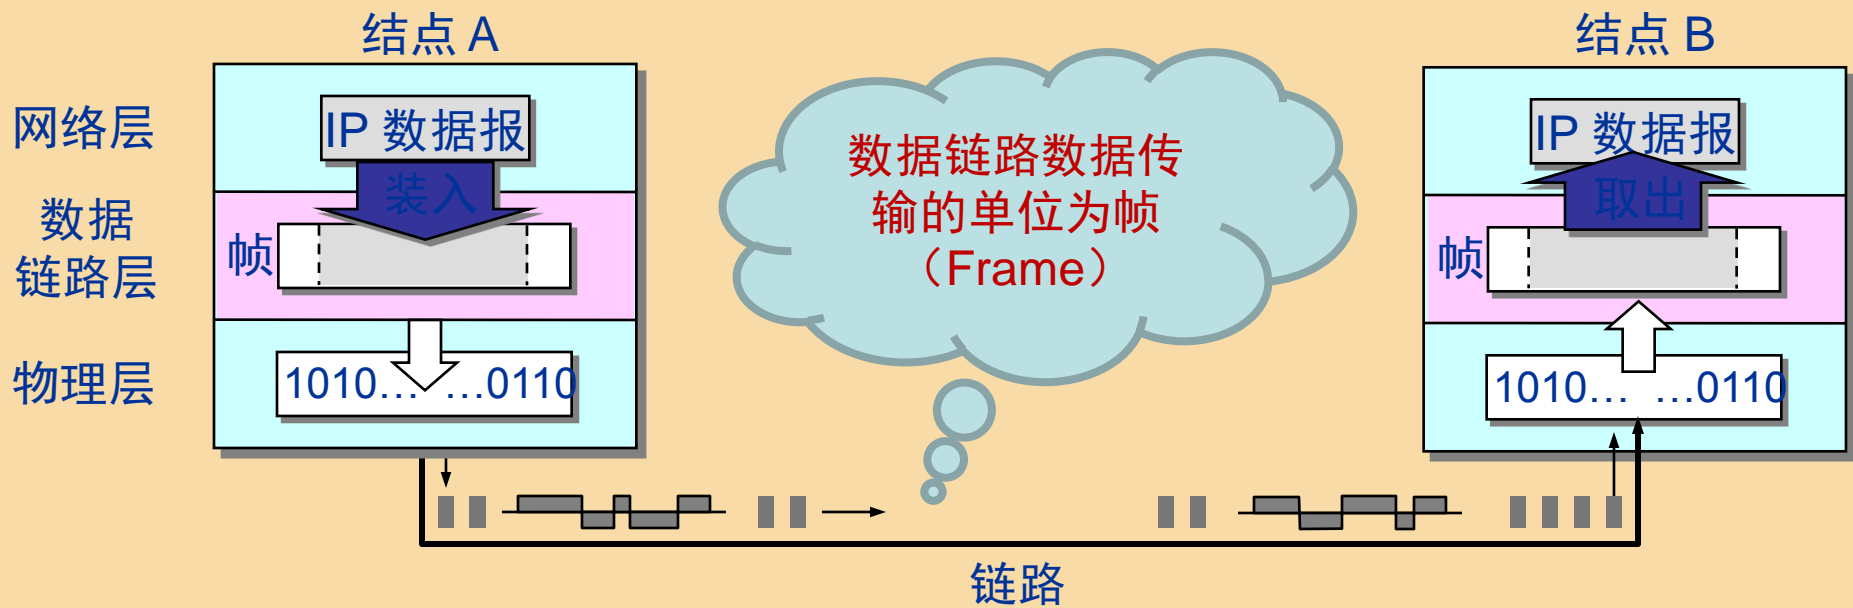 结点 A
结点 B
网络层
IP 数据报
装入
数据
链路层
帧
物理层
1010… …0110
数据链路数据传
输的单位为帧
（Frame）
IP 数据报
取出
帧
1010… …0110
链路